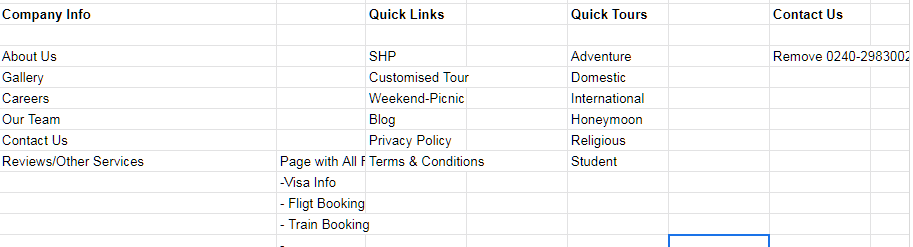 Company Info Quick Links Quick Tours Contact Us
About Us SHP Adventure Remove 0240-2983002
Gallery Customised Tour Domestic
Careers Weekend-Picnic International
Our Team Blog Honeymoon
Contact Us Privacy Policy Religious
Reviews/Other Services Page with All Terms & Conditions Student
-Visa Info
- Fligt Booking
- Train Booking
-